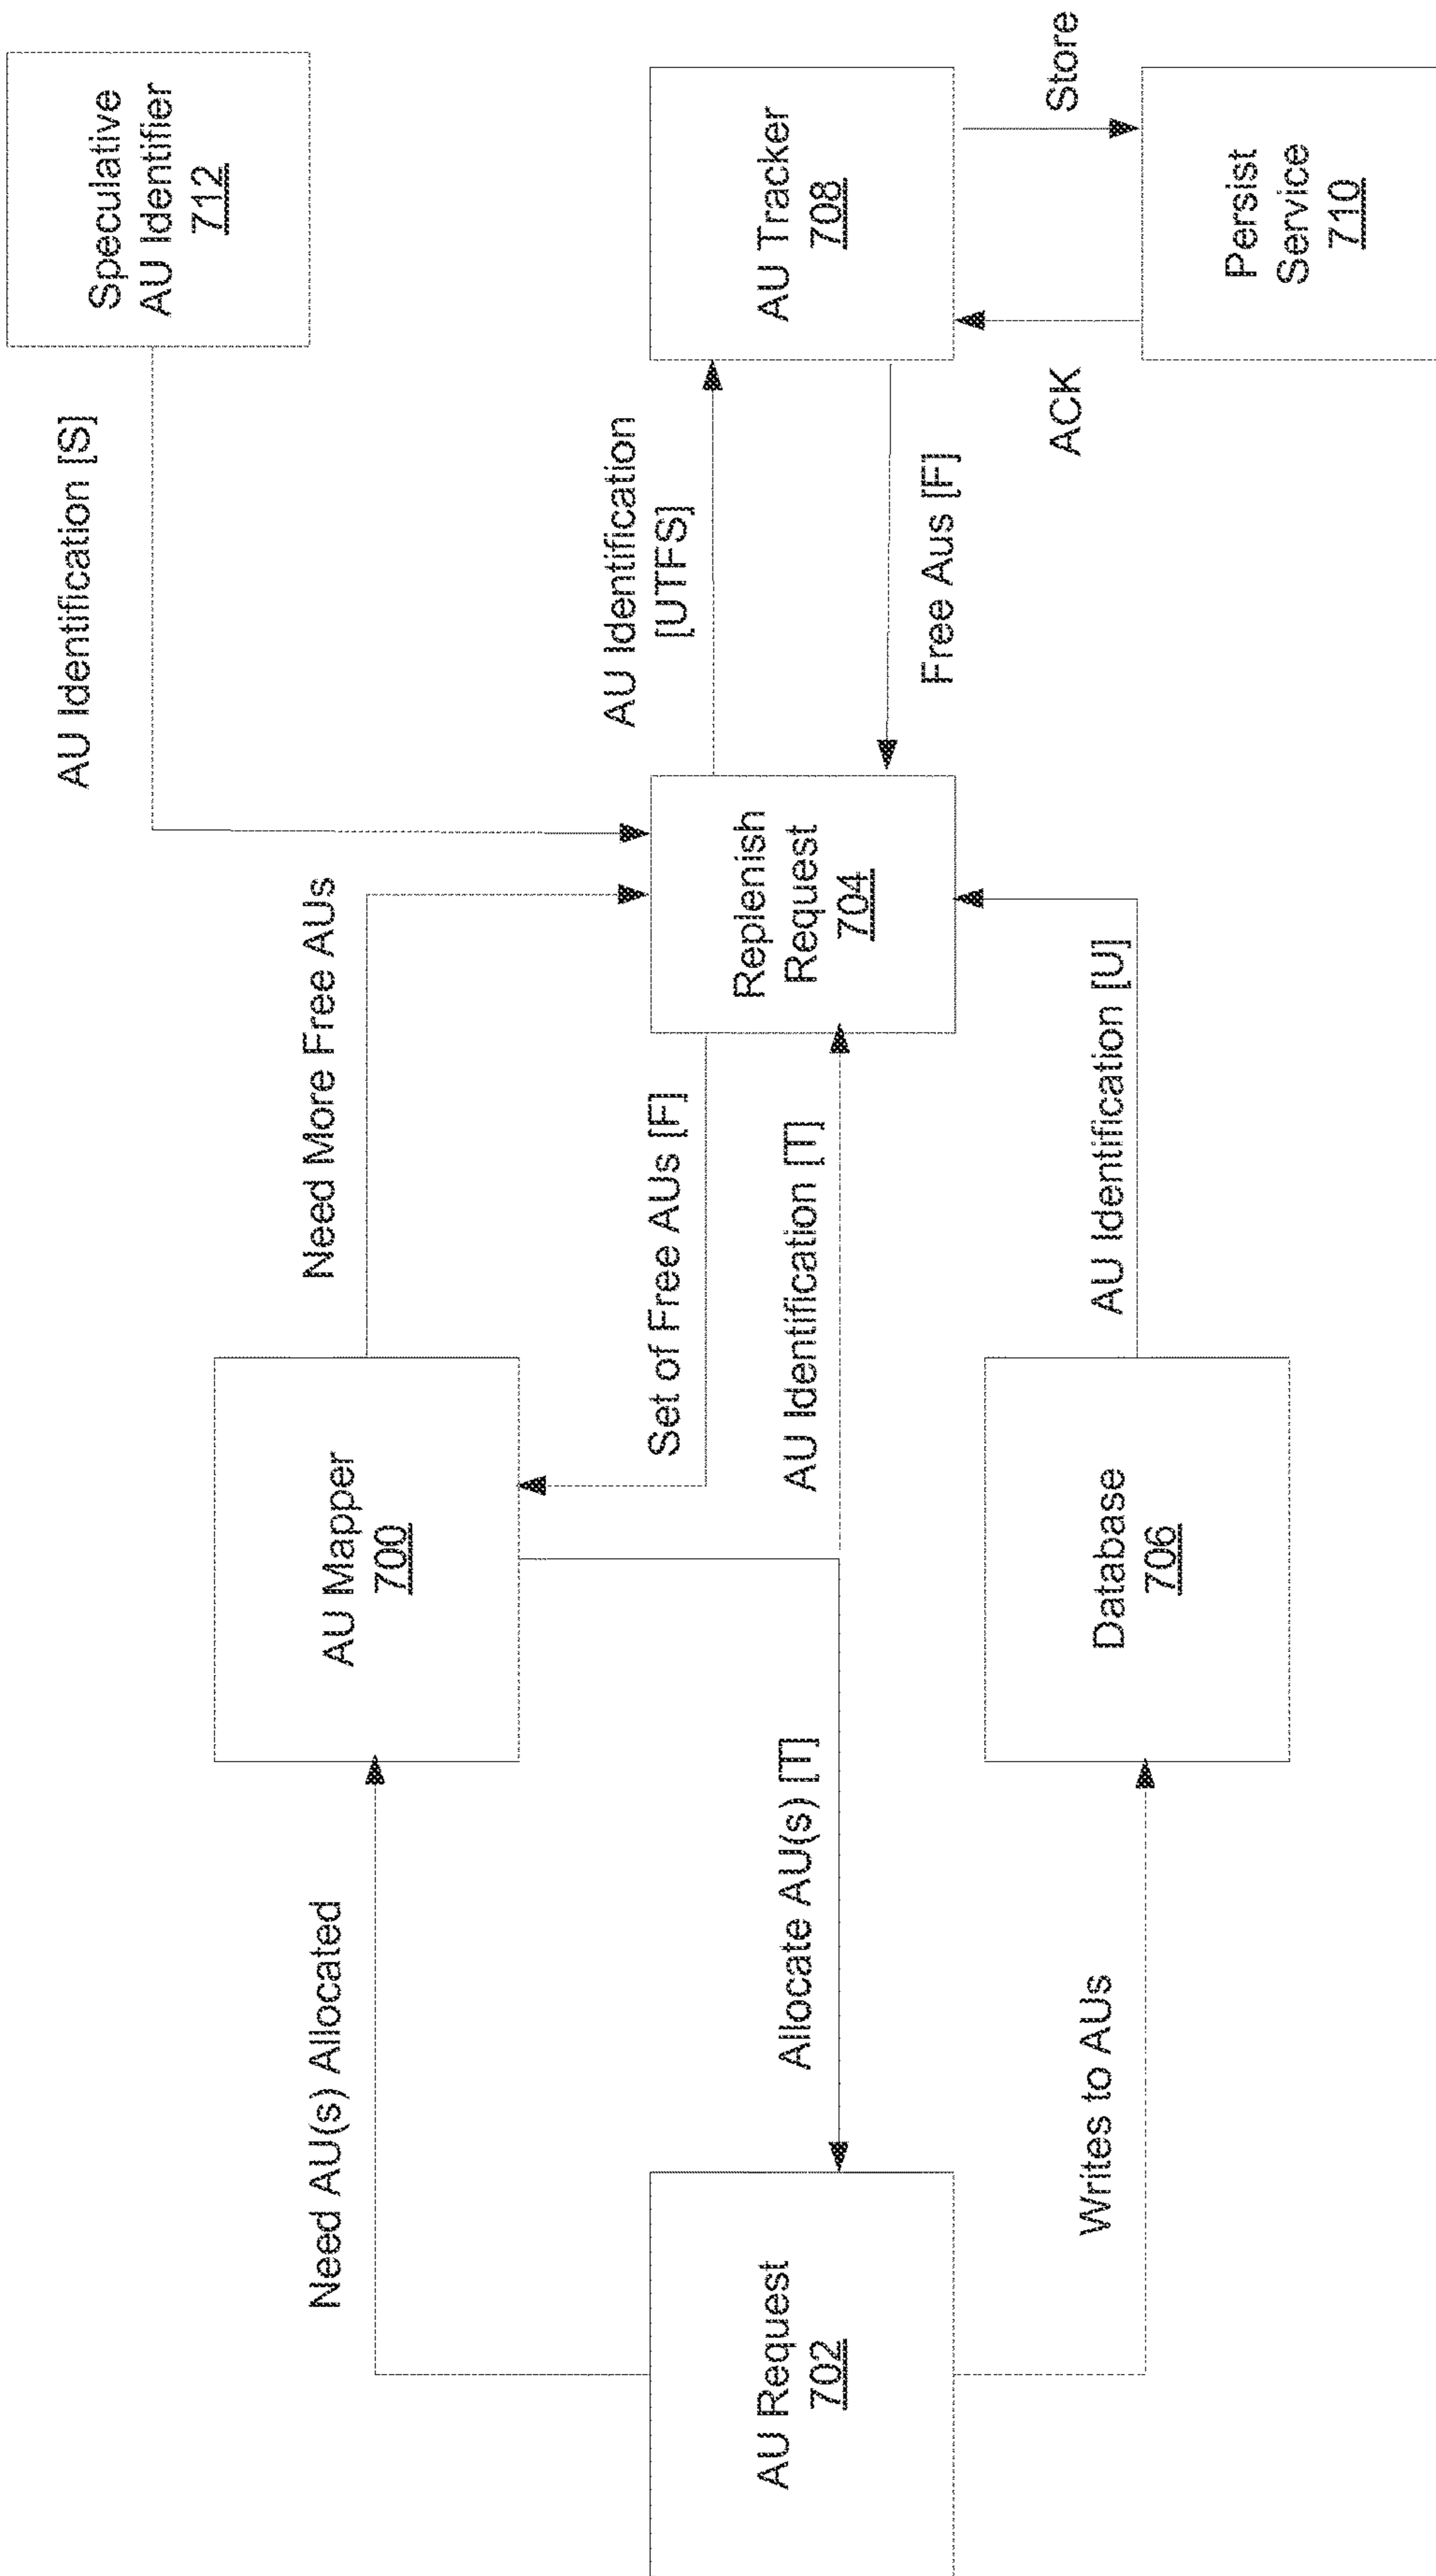 Speculative
AU Identifier
712
AU Identification [S]
Need More Free AUs
AU Mapper
700
Need AU(s) Allocated
Set of Free AUs [F]
AU Identification [T]
Allocate AU(s) [T]
AU Request
702
Replenish
Request
704
AU Identification
[UTFS]
Free Aus [F]
AU Tracker
708
Store
ACK
Persist
Service
710
Writes to AUs
Database
706
AU Identification [U]